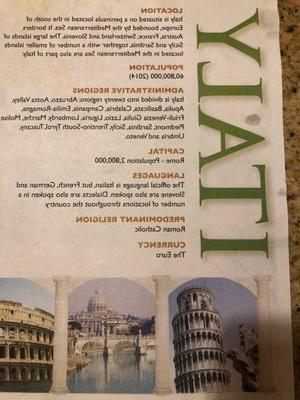 ITALY
LOCATION
Italy is situated on a peninsula located in the south of
Europe, bounded by the Mediterranean Sea. It borders
Austria, France, Switzerland and Slovenia. The large islands of
Sicily and Sardinia, together with a number of smaller islands
located in the Mediterranean Sea are also part of Italy.
POPULATION
60,800,000 (2014)
ADMINISTRATIVE REGIONS
Italy is divided into twenty regions: Abruzzo, Aosta Valley,
Apulia, Basilicata, Calabria, Campania, Emilia-Romagna,
Friuli-Venezia Giulia, Lazio, Liguria, Lombardy, Marche, Molise
Piedmont, Sardinia, Sicily, Trentino-South Tyrol, Tuscany,
Umbria and Veneto.
CAPITAL
Rome - Population 2,800,000
LANGUAGES
The official language is Italian, but French, German and
Slovene are also spoken. Dialects are also spoken in a
number of locations throughout the country.
PREDOMINANT RELIGION
Roman Catholic
CURRENCY
The Euro